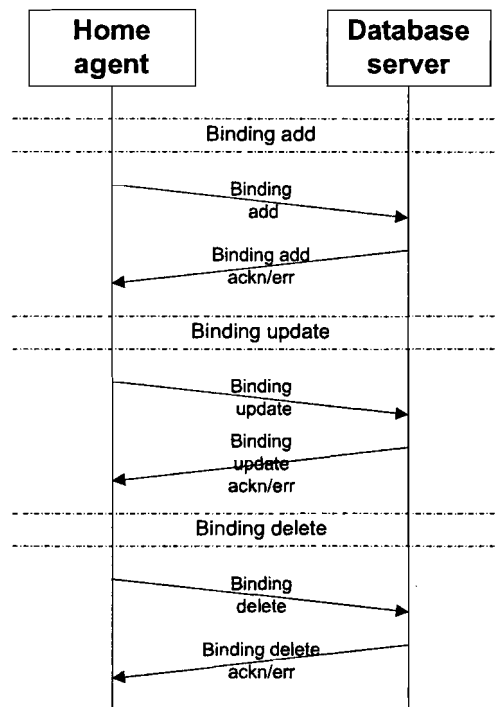 Home
agent
Database
server
Binding add
Binding
add
Binding add
ackn/err
Binding update
Binding
update
Binding
update
ackn/err
Binding delete
Binding
delete
Binding delete
ackn/err